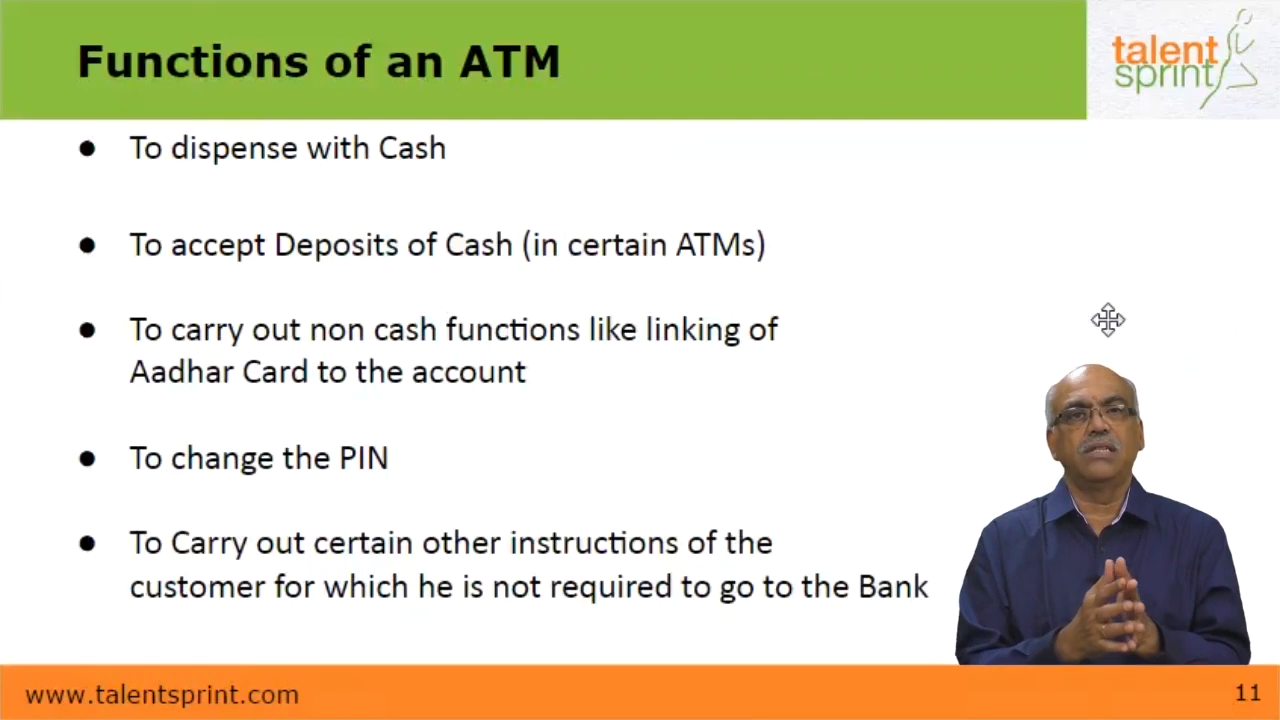 Functions of an ATM
talent
sprint
● To dispense with Cash
● To accept Deposits of Cash (in certain ATMs)
● To carry out non cash functions like linking of
Aadhar Card to the account
● To change the PIN
● To Carry out certain other instructions of the
customer for which he is not required to go to the Bank
www.talentsprint.com
11